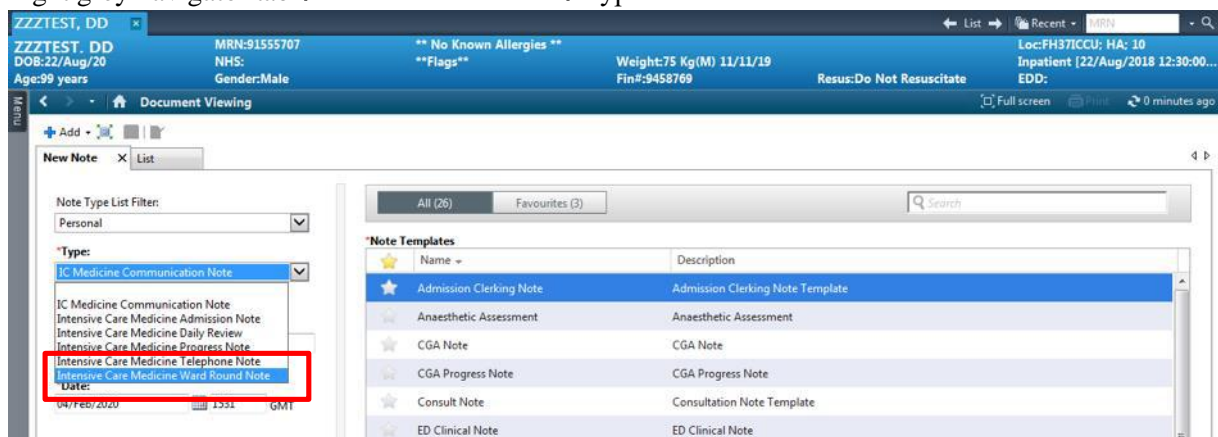 ZZZTEST, DD
List
Recent
MRN
ZZZTEST. DD
MRN:91555707
** No Known Allergies **
Loc:FH37ICCU; HA; 10
DOB:22/Aug/20
NHS:
**Flags**
Weight:75 Kg(M) 11/11/19
Inpatient [22/Aug/2018 12:30:00...
Age:99 years
Gender:Male
Fin#:9458769
Resus:Do Not Resuscitate
EDD:
Menu
Document Viewing
Full screen
Print
0 minutes ago
Add
New Note X
List
Note Type List Filter:
Personal
*Type:
IC Medicine Communication Note
IC Medicine Communication Note
Intensive Care Medicine Admission Note
Intensive Care Medicine Daily Review
Intensive Care Medicine Progress Note
Intensive Care Medicine Telephone Note
Intensive Care Medicine Ward Round Note
*Date:
04/Feb/2020
1531
GMT
All (26)
Favourites (3)
Search
*Note Templates
Name
Description
Admission Clerking Note
Admission Clerking Note Template
Anaesthetic Assessment
Anaesthetic Assessment
CGA Note
CGA Note
CGA Progress Note
CGA Progress Note
Consult Note
Consultation Note Template
ED Clinical Note
ED Clinical Note